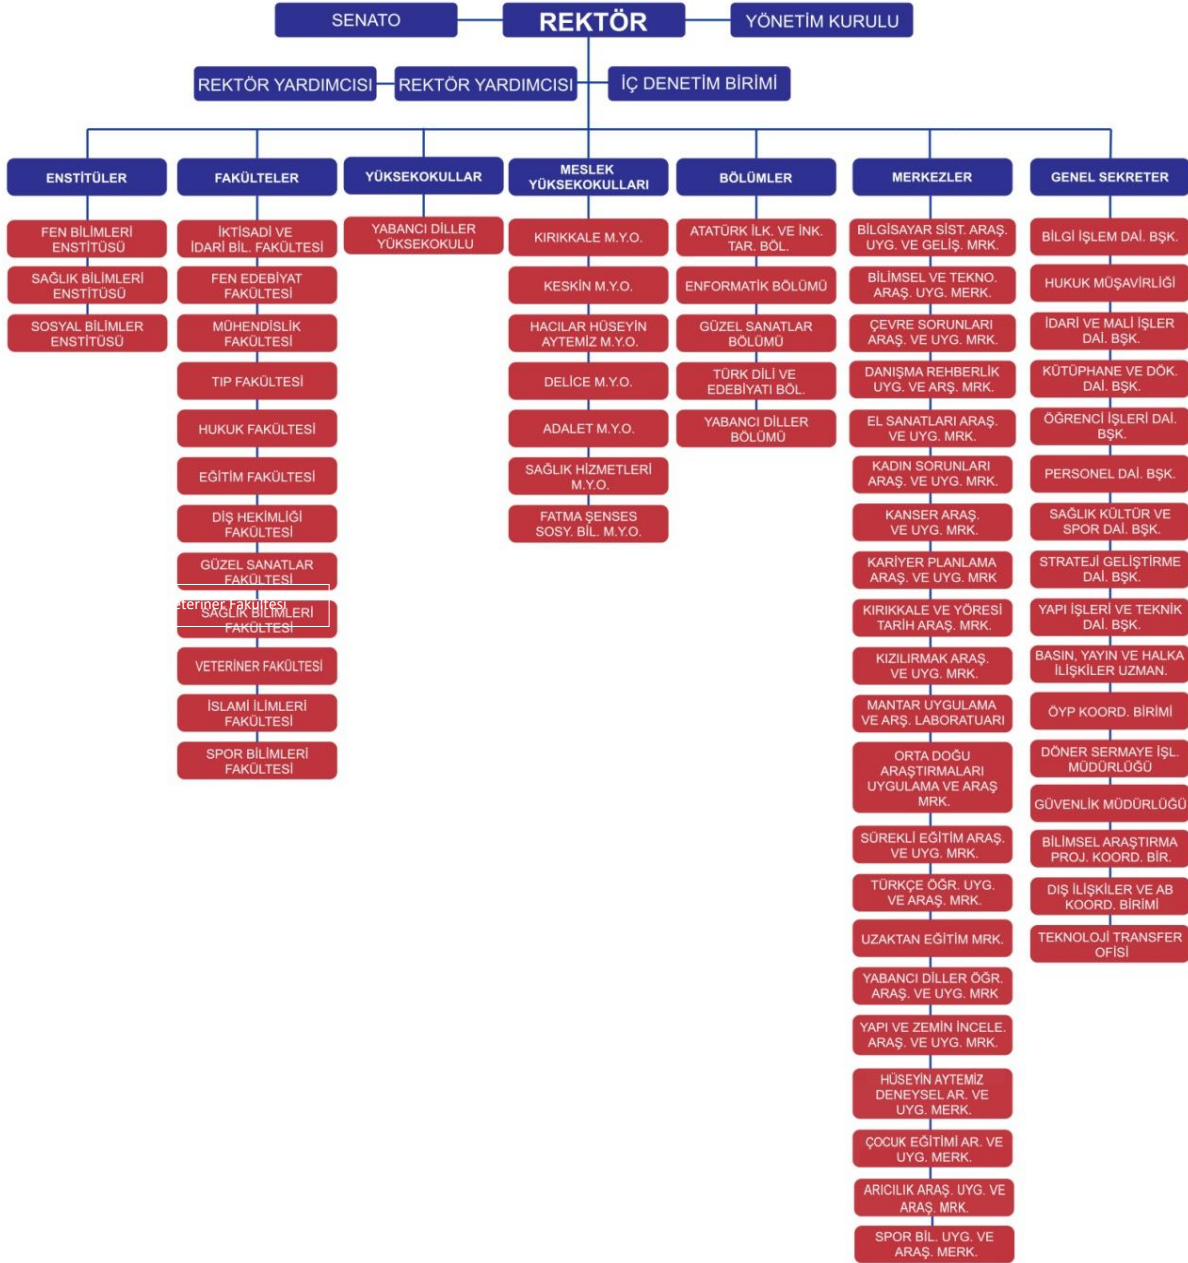 SENATO
REKTÖR
YÖNETİM KURULU
REKTÖR YARDIMCISI
REKTÖR YARDIMCISI
İÇ DENETİM BİRİMİ
ENSTİTÜLER
FEN BİLİMLERİ
ENSTİTÜSÜ
SAĞLIK BİLİMLERİ
ENSTİTÜSÜ
SOSYAL BİLİMLER
ENSTİTÜSÜ
FAKÜLTELER
İKTİSADİ VE
İDARİ BİL. FAKÜLTESİ
FEN EDEBİYAT
FAKÜLTESİ
MÜHENDİSLİK
FAKÜLTESİ
TIP FAKÜLTESİ
HUKUK FAKÜLTESİ
EĞİTİM FAKÜLTESİ
DİŞ HEKİMLİĞİ
FAKÜLTESİ
GÜZEL SANATLAR
FAKÜLTESİ
eteriner Fakültesi
SAĞLIK BİLİMLERİ
FAKÜLTESİ
VETERİNER FAKÜLTESİ
İSLAMİ İLİMLERİ
FAKÜLTESİ
SPOR BİLİMLERİ
FAKÜLTESİ
YÜKSEKOKULLAR
YABANCI DİLLER
YÜKSEKOKULU
MESLEK
YÜKSEKOKULLARI
KIRIKKALE M.Y.O.
KESKİN M.Y.O.
HACILAR HÜSEYİN
AYTEMİZ M.Y.O.
DELİCE M.Y.O.
ADALET M.Y.O.
SAĞLIK HİZMETLERİ
M.Y.O.
FATMA ŞENSES
SOSY. BİL. M.Y.O.
BÖLÜMLER
ATATÜRK İLK. VE İNK.
TAR. BÖL.
ENFORMATİK BÖLÜMÜ
GÜZEL SANATLAR
BÖLÜMÜ
TÜRK DİLİ VE
EDEBİYATI BÖL.
YABANCI DİLLER
BÖLÜMÜ
MERKEZLER
BİLGİSAYAR SİST. ARAŞ.
UYG. VE GELİŞ. MRK.
BİLİMSEL VE TEKNO.
ARAŞ. UYG. MERK.
ÇEVRE SORUNLARI
ARAŞ. VE UYG. MRK.
DANIŞMA REHBERLİK
UYG. VE ARŞ. MRK.
EL SANATLARI ARAŞ.
VE UYG. MRK.
KADIN SORUNLARI
ARAŞ. VE UYG. MRK.
KANSER ARAŞ.
VE UYG. MRK.
KARİYER PLANLAMA
ARAŞ. VE UYG. MRK
KIRIKKALE VE YÖRESİ
TARİH ARAŞ. MRK.
KIZILIRMAK ARAŞ.
VE UYG. MRK.
MANTAR UYGULAMA
VE ARŞ. LABORATUARI
ORTA DOĞU
ARAŞTIRMALARI
UYGULAMA VE ARAŞ
MRK.
SÜREKLİ EĞİTİM ARAŞ.
VE UYG. MRK.
TÜRKÇE ÖĞR. UYG.
VE ARAŞ. MRK.
UZAKTAN EĞİTİM MRK.
YABANCI DİLLER ÖĞR.
ARAŞ. VE UYG. MRK
YAPI VE ZEMİN İNCELE.
ARAŞ. VE UYG. MRK.
HÜSEYİN AYTEMİZ
DENEYSEL AR. VE
UYG. MERK.
ÇOCUK EĞİTİMİ AR. VE
UYG. MERK.
ARICILIK ARAŞ. UYG. VE
ARAŞ. MRK.
SPOR BİL. UYG. VE
ARAŞ. MERK.
GENEL SEKRETER
BİLGİ İŞLEM DAİ. BŞK.
HUKUK MÜŞAVİRLİĞİ
İDARİ VE MALİ İŞLER
DAİ. BŞK.
KÜTÜPHANE VE DÖK.
DAİ. BŞK.
ÖĞRENCİ İŞLERİ DAİ.
BŞK.
PERSONEL DAİ. BŞK.
SAĞLIK KÜLTÜR VE
SPOR DAİ. BŞK.
STRATEJİ GELİŞTİRME
DAİ. BŞK.
YAPI İŞLERİ VE TEKNİK
DAİ. BŞK.
BASIN, YAYIN VE HALKA
İLİŞKİLER UZMAN.
ÖYP KOORD. BİRİMİ
DÖNER SERMAYE İŞL.
MÜDÜRLÜĞÜ
GÜVENLİK MÜDÜRLÜĞÜ
BİLİMSEL ARAŞTIRMA
PROJ. KOORD. BİR.
DIŞ İLİŞKİLER VE AB
KOORD. BİRİMİ
TEKNOLOJİ TRANSFER
OFİSİ